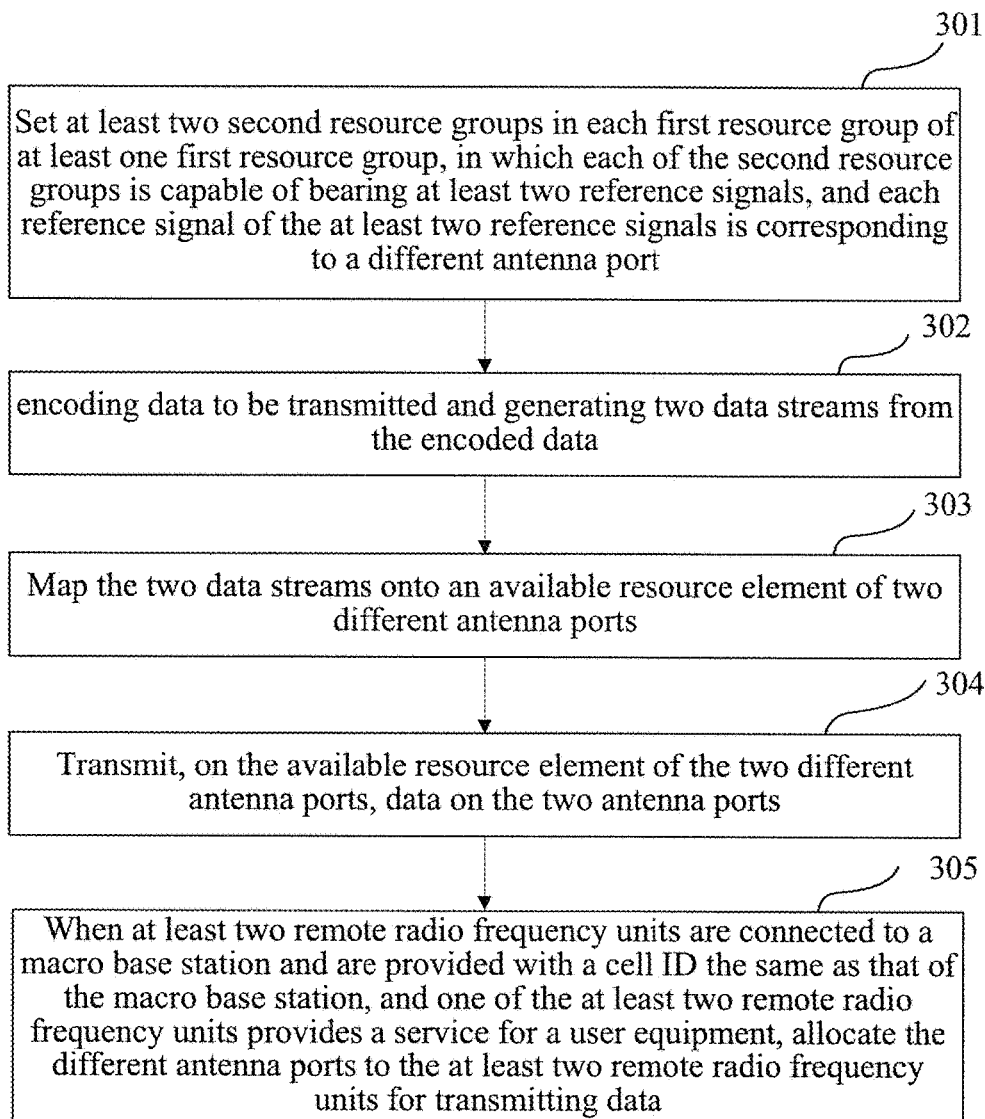 301
Set at least two second resource groups in each first resource group of
at least one first resource group, in which each of the second resource
groups is capable of bearing at least two reference signals, and each
reference signal of the at least two reference signals is corresponding
to a different antenna port
302
encoding data to be transmitted and generating two data streams from
the encoded data
303
Map the two data streams onto an available resource element of two
different antenna ports
304
Transmit, on the available resource element of the two different
antenna ports, data on the two antenna ports
305
When at least two remote radio frequency units are connected to a
macro base station and are provided with a cell ID the same as that of
the macro base station, and one of the at least two remote radio
frequency units provides a service for a user equipment, allocate the
different antenna ports to the at least two remote radio frequency
units for transmitting data